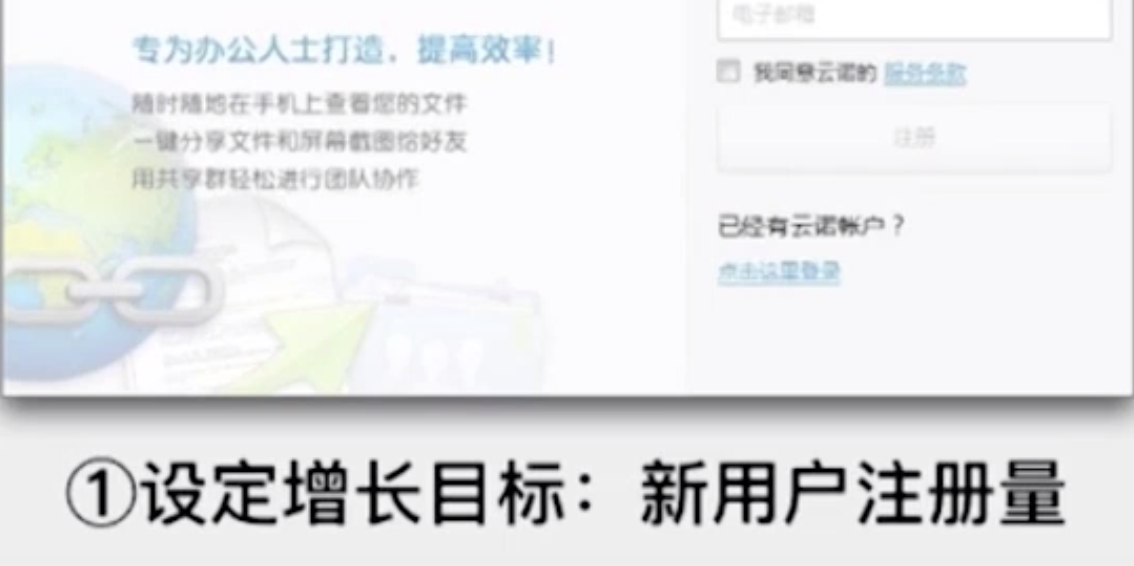 电子邮箱
专为办公人士打造，提高效率！
我同意云诺的 服务条款
随时随地在手机上查看您的文件
注册
一键分享文件和屏幕截图给好友
用共享群轻松进行团队协作
已经有云诺帐户？
点击这里登录
①设定增长目标：新用户注册量